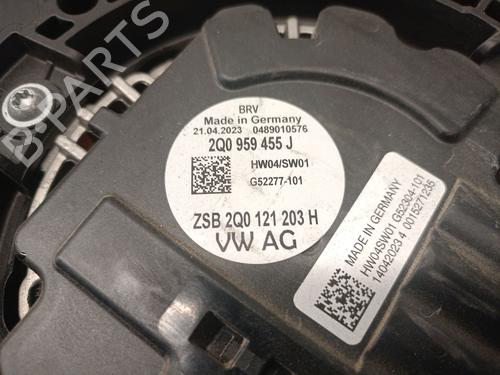 BRV
Made in Germany
21.04.2023 0489010576
2Q0 959 455 J
HW04/SW01
G52277-101
ZSB 2Q0 121 203 H
VW AG
MADE IN GERMANY
HW04SW01 G52304-101
14042023 4 0015271235
B-PARTS